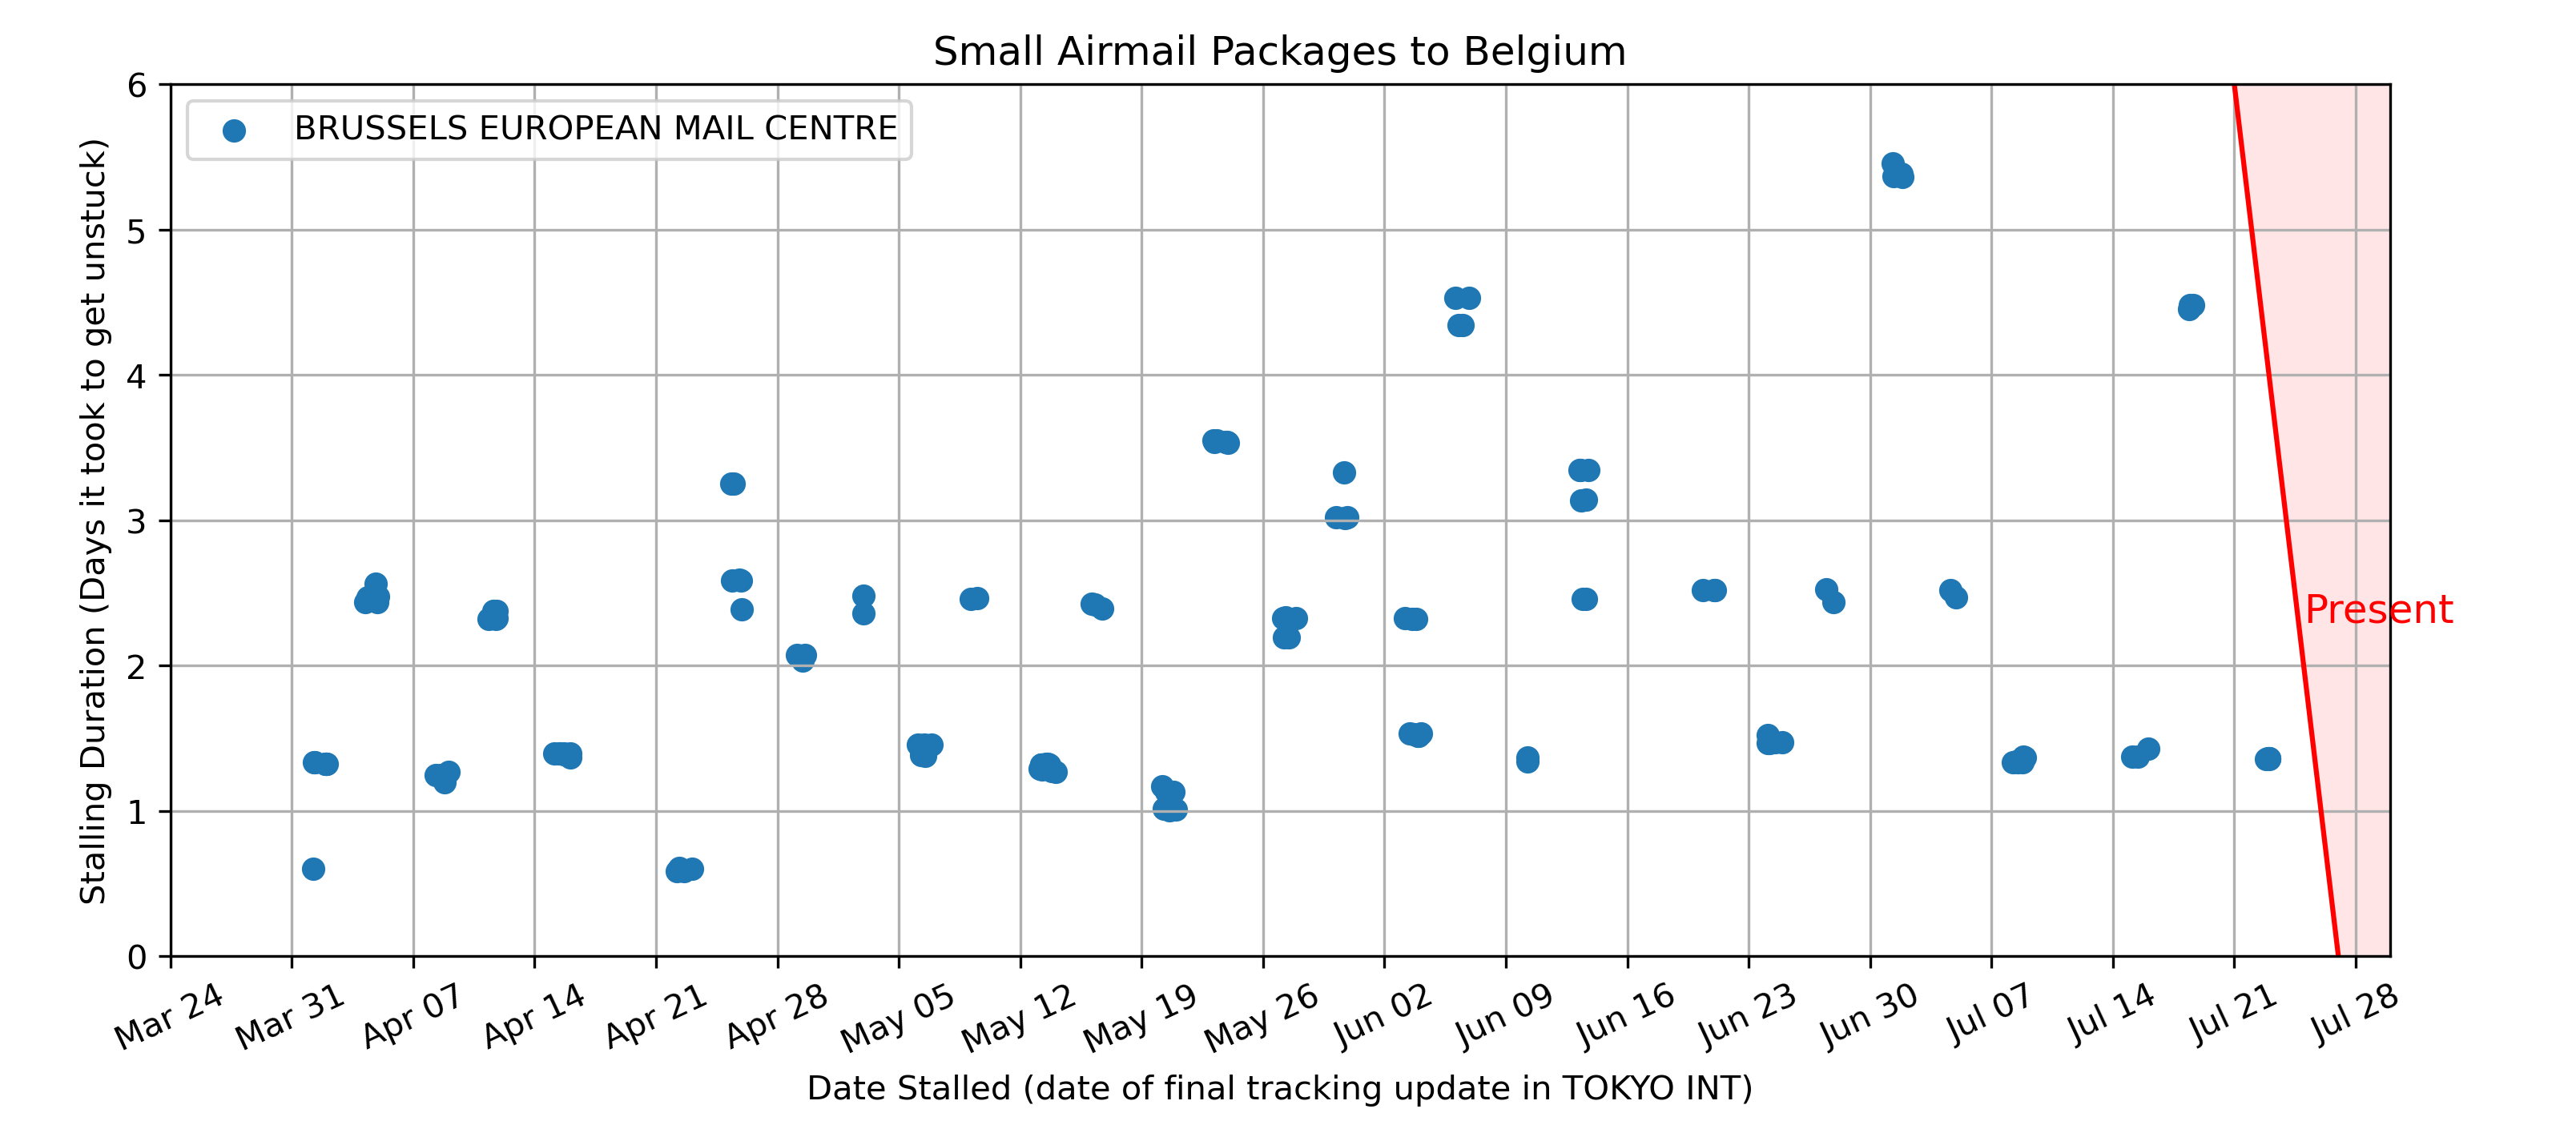 Small Airmail Packages to Belgium
BRUSSELS EUROPEAN MAIL CENTRE
Stalling Duration (Days it took to get unstuck)
6
5
4
3
2
1
0
Present
Mar 24
Mar 31
Apr 07
Apr 14
Apr 21
Apr 28
May 05
May 12
May 19
May 26
Jun 02
Jun 09
Jun 16
Jun 23
Jun 30
Jul 07
Jul 14
Jul 21
Jul 28
Date Stalled (date of final tracking update in TOKYO INT)